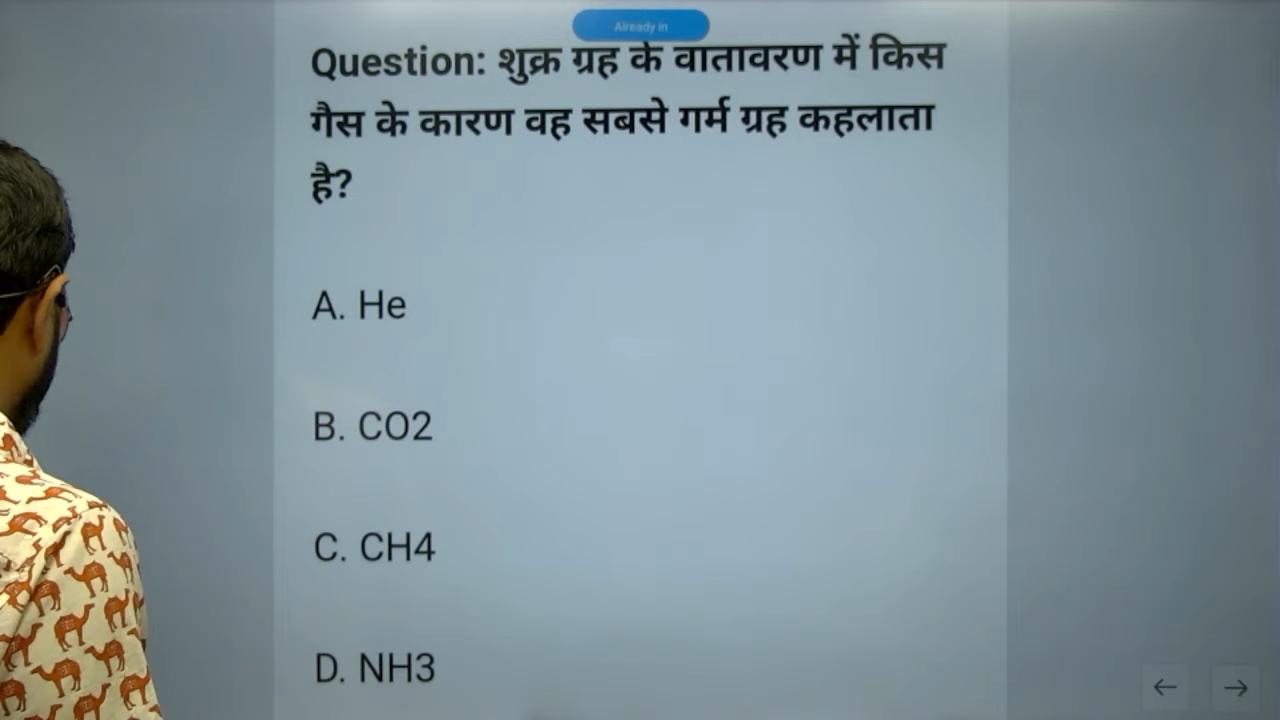 Already in
Question: शुक्र ग्रह के वातावरण में किस
गैस के कारण वह सबसे गर्म ग्रह कहलाता
है?
A. He
B. CO2
C. CH4
D. NH3